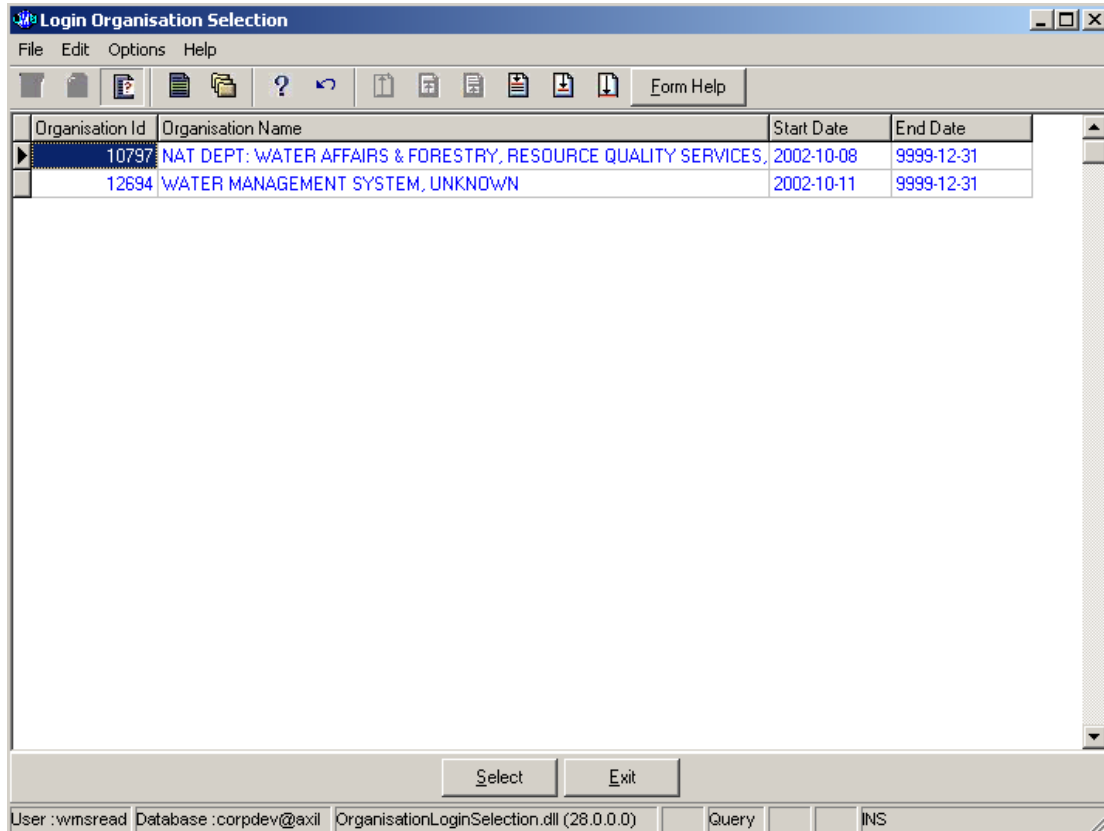 Login Organisation Selection
File Edit Options Help
? Form Help
Organisation Id Organisation Name Start Date End Date
10797 NAT DEPT: WATER AFFAIRS & FORESTRY, RESOURCE QUALITY SERVICES, 2002-10-08 9999-12-31
12694 WATER MANAGEMENT SYSTEM, UNKNOWN 2002-10-11 9999-12-31
Select Exit
User :wmsread Database :corpdev@axil OrganisationLoginSelection.dll (28.0.0.0) Query INS